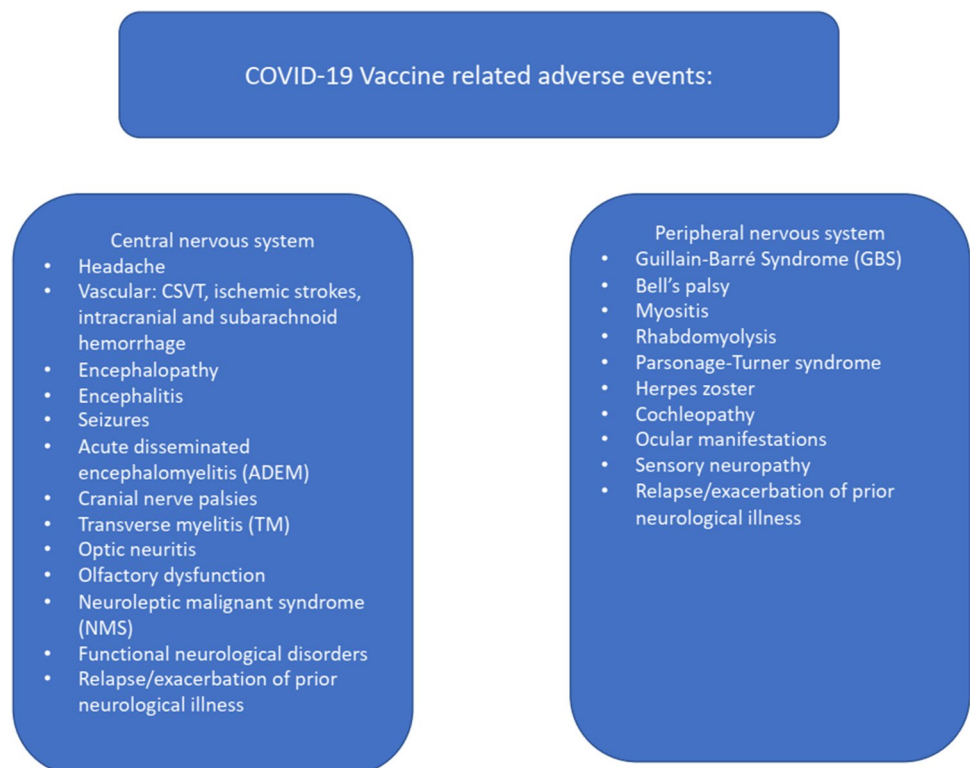 COVID-19 Vaccine related adverse events:
Central nervous system
• Headache
• Vascular: CSVT, ischemic strokes,
intracranial and subarachnoid
hemorrhage
• Encephalopathy
• Encephalitis
• Seizures
• Acute disseminated
encephalomyelitis (ADEM)
• Cranial nerve palsies
• Transverse myelitis (TM)
• Optic neuritis
• Olfactory dysfunction
• Neuroleptic malignant syndrome
(NMS)
• Functional neurological disorders
• Relapse/exacerbation of prior
neurological illness
Peripheral nervous system
• Guillain-Barré Syndrome (GBS)
• Bell’s palsy
• Myositis
• Rhabdomyolysis
• Parsonage-Turner syndrome
• Herpes zoster
• Cochleopathy
• Ocular manifestations
• Sensory neuropathy
• Relapse/exacerbation of prior
neurological illness